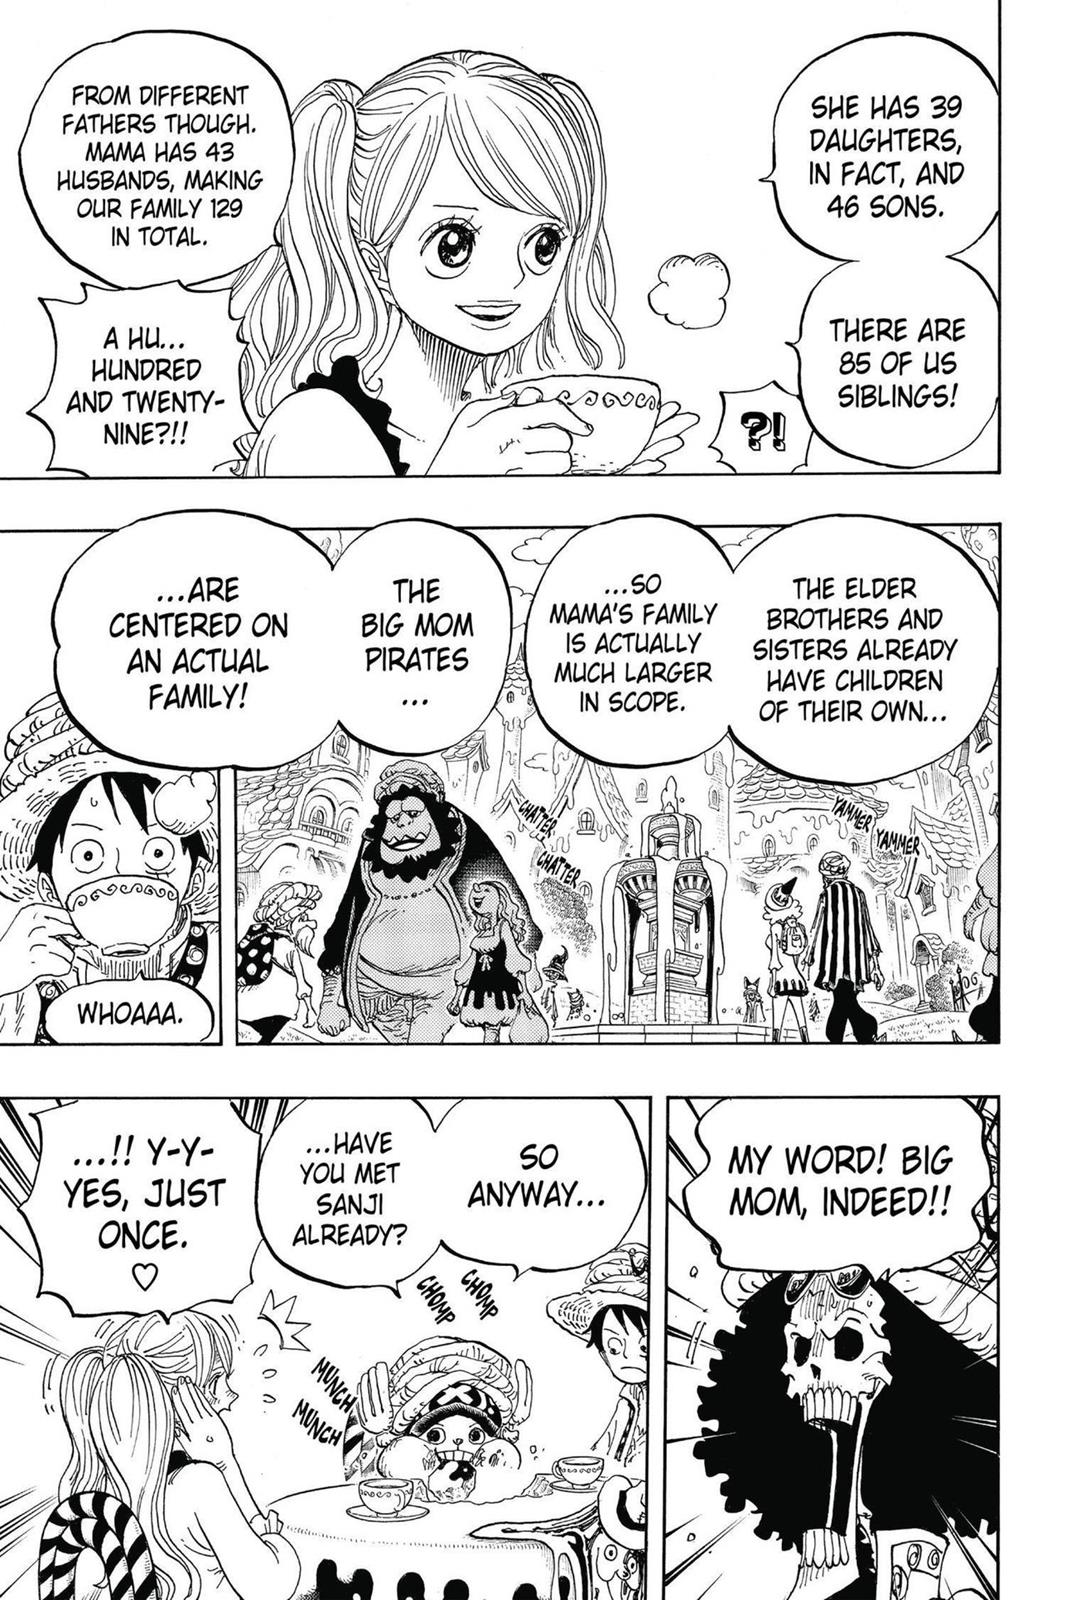 SHE HAS 39
DAUGHTERS,
IN FACT, AND
46 SONS.
THERE ARE
85 OF US
SIBLINGS!
?!
FROM DIFFERENT
FATHERS THOUGH.
MAMA HAS 43
HUSBANDS, MAKING
OUR FAMILY 129
IN TOTAL.
A HU...
HUNDRED
AND TWENTY-
NINE?!!
THE ELDER
BROTHERS AND
SISTERS ALREADY
HAVE CHILDREN
OF THEIR OWN...
...SO
MAMA'S FAMILY
IS ACTUALLY
MUCH LARGER
IN SCOPE.
YAMMER
YAMMER
CHATTER
CHATTER
THE
BIG MOM
PIRATES
...
...ARE
CENTERED ON
AN ACTUAL
FAMILY!
WHOAAA.
MY WORD! BIG
MOM, INDEED!!
SO
ANYWAY...
...HAVE
YOU MET
SANJI
ALREADY?
CHOMP
CHOMP
MUNCH
MUNCH
...!! Y-Y-
YES, JUST
ONCE.
♡